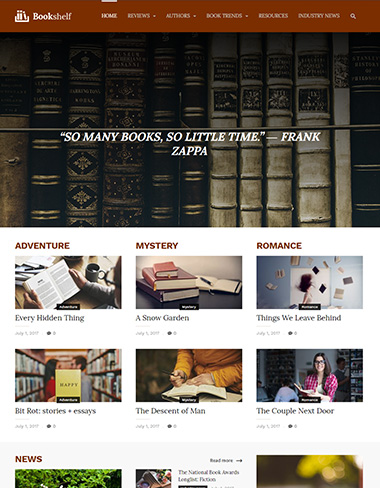 Bookshelf
HOME REVIEWS AUTHORS BOOK TRENDS RESOURCES INDUSTRY NEWS
“SO MANY BOOKS, SO LITTLE TIME.” — FRANK
ZAPPA
ADVENTURE MYSTERY ROMANCE
Adventure Mystery Romance
Every Hidden Thing A Snow Garden Things We Leave Behind
July 1, 2017 0 July 1, 2017 0 July 1, 2017 0
HAPPY
Adventure Mystery Romance
Bit Rot: stories + essays The Descent of Man The Couple Next Door
July 1, 2017 0 July 1, 2017 0 July 1, 2017 0
NEWS Read more
The National Book Awards
Longlist: Fiction